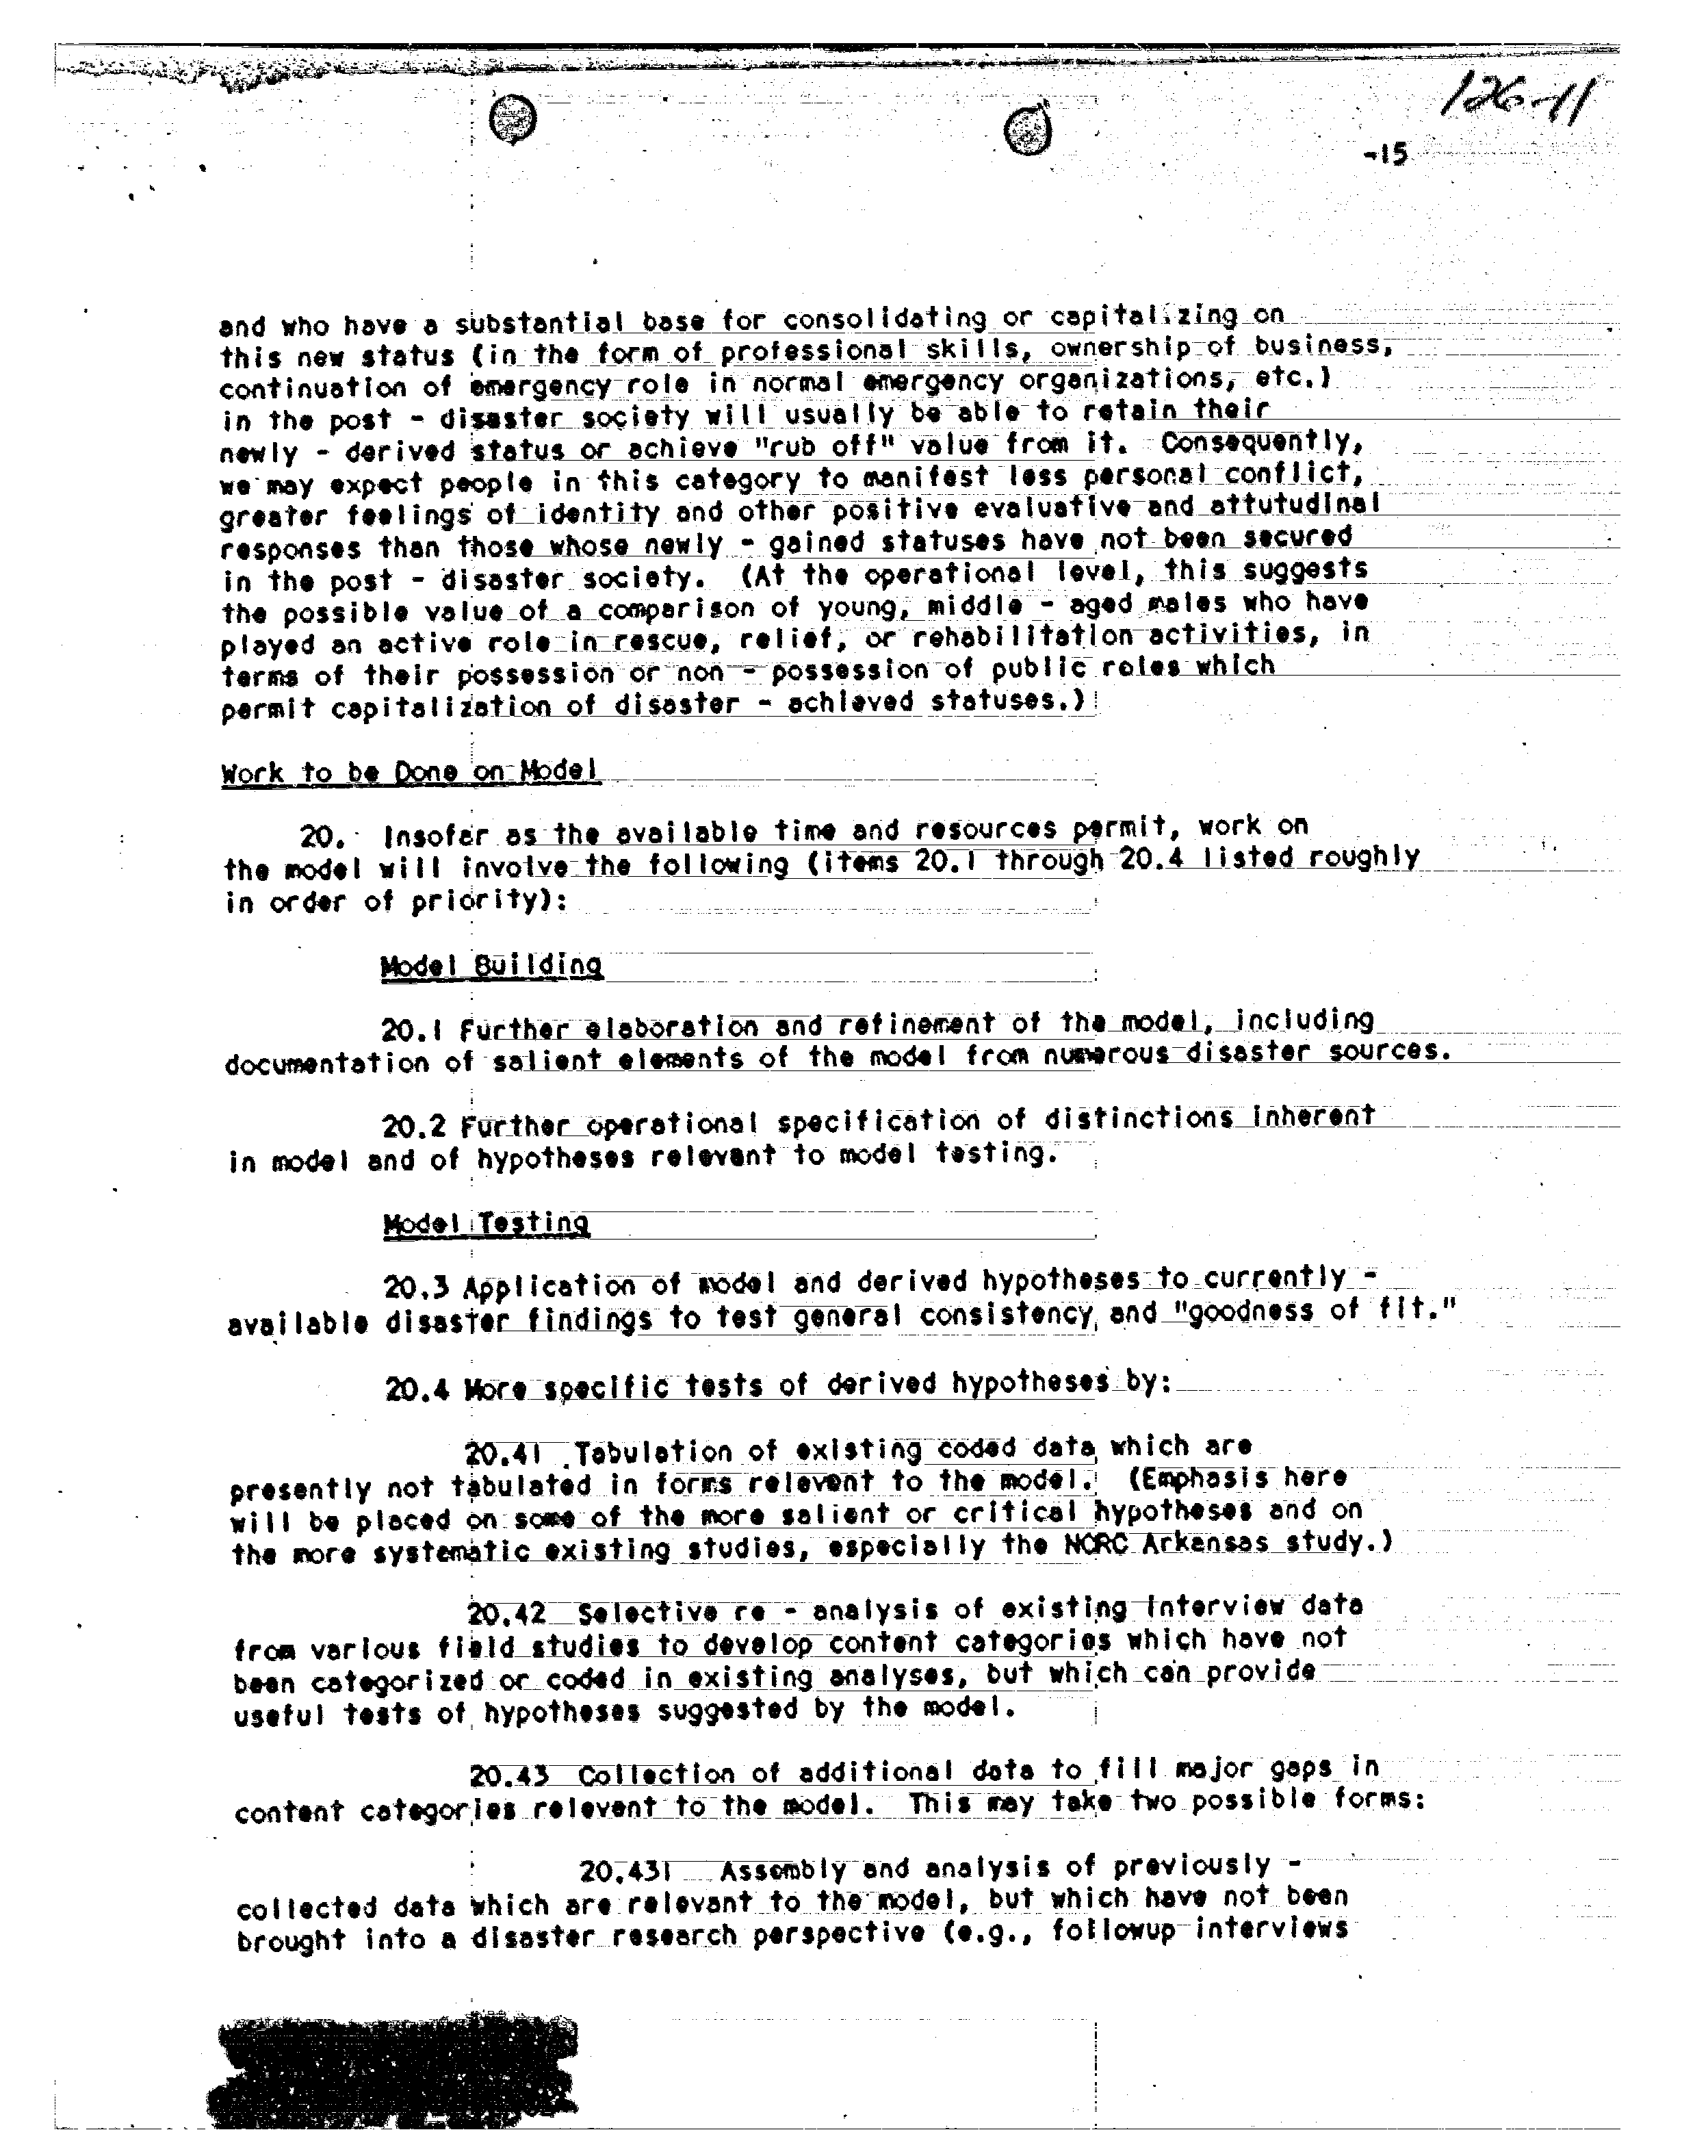 126-11
-15
and who have a substantial base for consolidating or capitalizing on
this new status (in the form of professional skills, ownership of business,
continuation of emergency role in normal emergency organizations, etc.)
in the post - disaster society will usually be able to retain their
newly - derived status or achieve "rub off" value from it. Consequently,
we may expect people in this category to manifest less personal conflict,
greater feelings of identity and other positive evaluative and attutudinal
responses than those whose newly - gained statuses have not been secured
in the post - disaster society. (At the operational level, this suggests
the possible value of a comparison of young, middle - aged males who have
played an active role in rescue, relief, or rehabilitation activities, in
terms of their possession or non - possession of public roles which
permit capitalization of disaster - achieved statuses.)
Work to be Done on Model
20. Insofar as the available time and resources permit, work on
the model will involve the following (items 20.1 through 20.4 listed roughly
in order of priority):
Model Building
20.1 Further elaboration and refinement of the model, including
documentation of salient elements of the model from numerous disaster sources.
20.2 Further operational specification of distinctions inherent
in model and of hypotheses relevant to model testing.
Model Testing
20.3 Application of model and derived hypotheses to currently -
available disaster findings to test general consistency and "goodness of fit."
20.4 More specific tests of derived hypotheses by:
20.41 Tabulation of existing coded data which are
presently not tabulated in forms relevant to the model. (Emphasis here
will be placed on some of the more salient or critical hypotheses and on
the more systematic existing studies, especially the NORC Arkansas study.)
20.42 Selective re - analysis of existing interview data
from various field studies to develop content categories which have not
been categorized or coded in existing analyses, but which can provide
useful tests of hypotheses suggested by the model.
20.43 Collection of additional data to fill major gaps in
content categories relevant to the model. This may take two possible forms:
20.431 Assembly and analysis of previously -
collected data which are relevant to the model, but which have not been
brought into a disaster research perspective (e.g., followup interviews